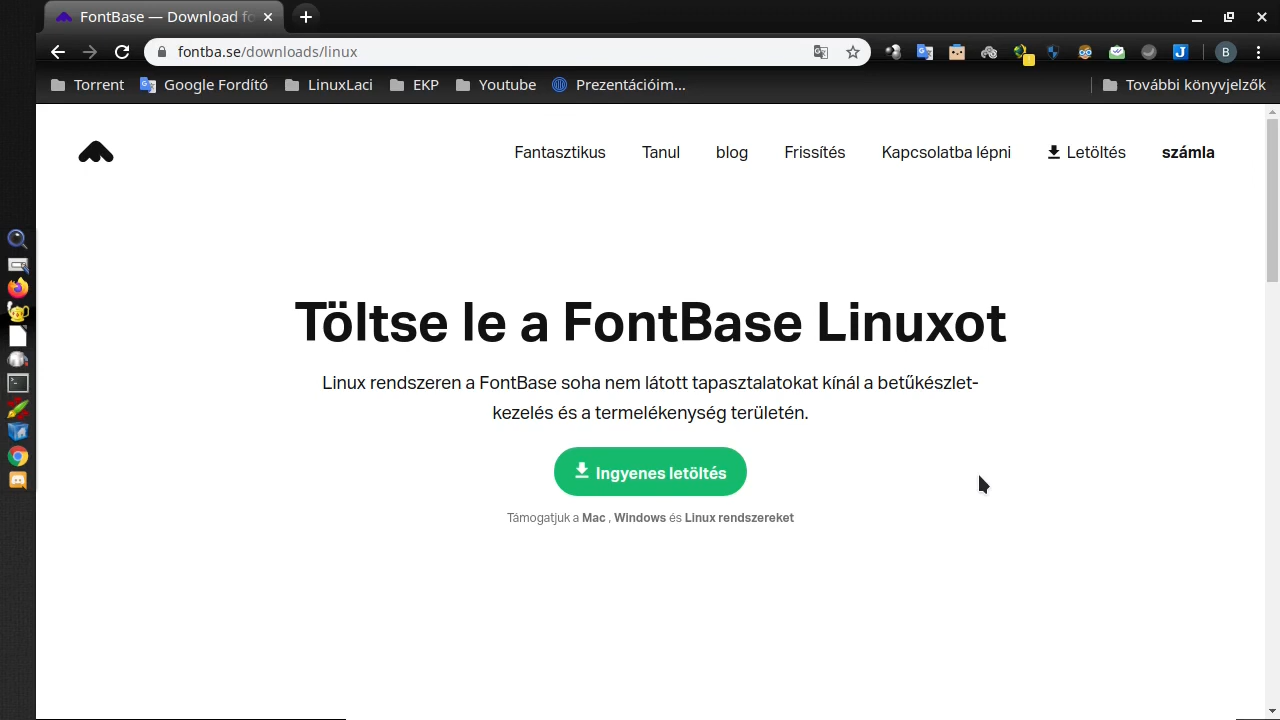 FontBase — Download fo
fontba.se/downloads/linux
B
J
Torrent
Google Fordító
LinuxLaci
EKP
Youtube
Prezentációim...
További könyvjelzők
Fantasztikus
Tanul
blog
Frissítés
Kapcsolatba lépni
Letöltés
számla
Töltse le a FontBase Linuxot
Linux rendszeren a FontBase soha nem látott tapasztalatokat kínál a betűkészlet-
kezelés és a termelékenység területén.
Ingyenes letöltés
Támogatjuk a Mac , Windows és Linux rendszereket